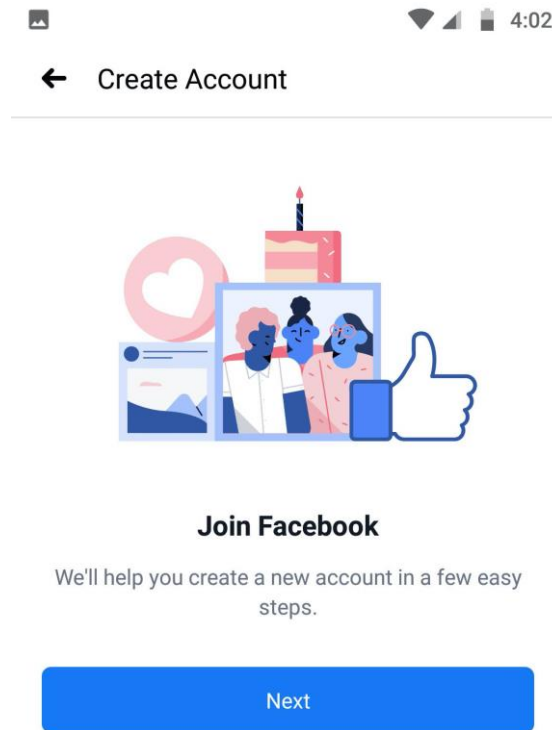 4:02
Create Account
Join Facebook
We'll help you create a new account in a few easy
steps.
Next